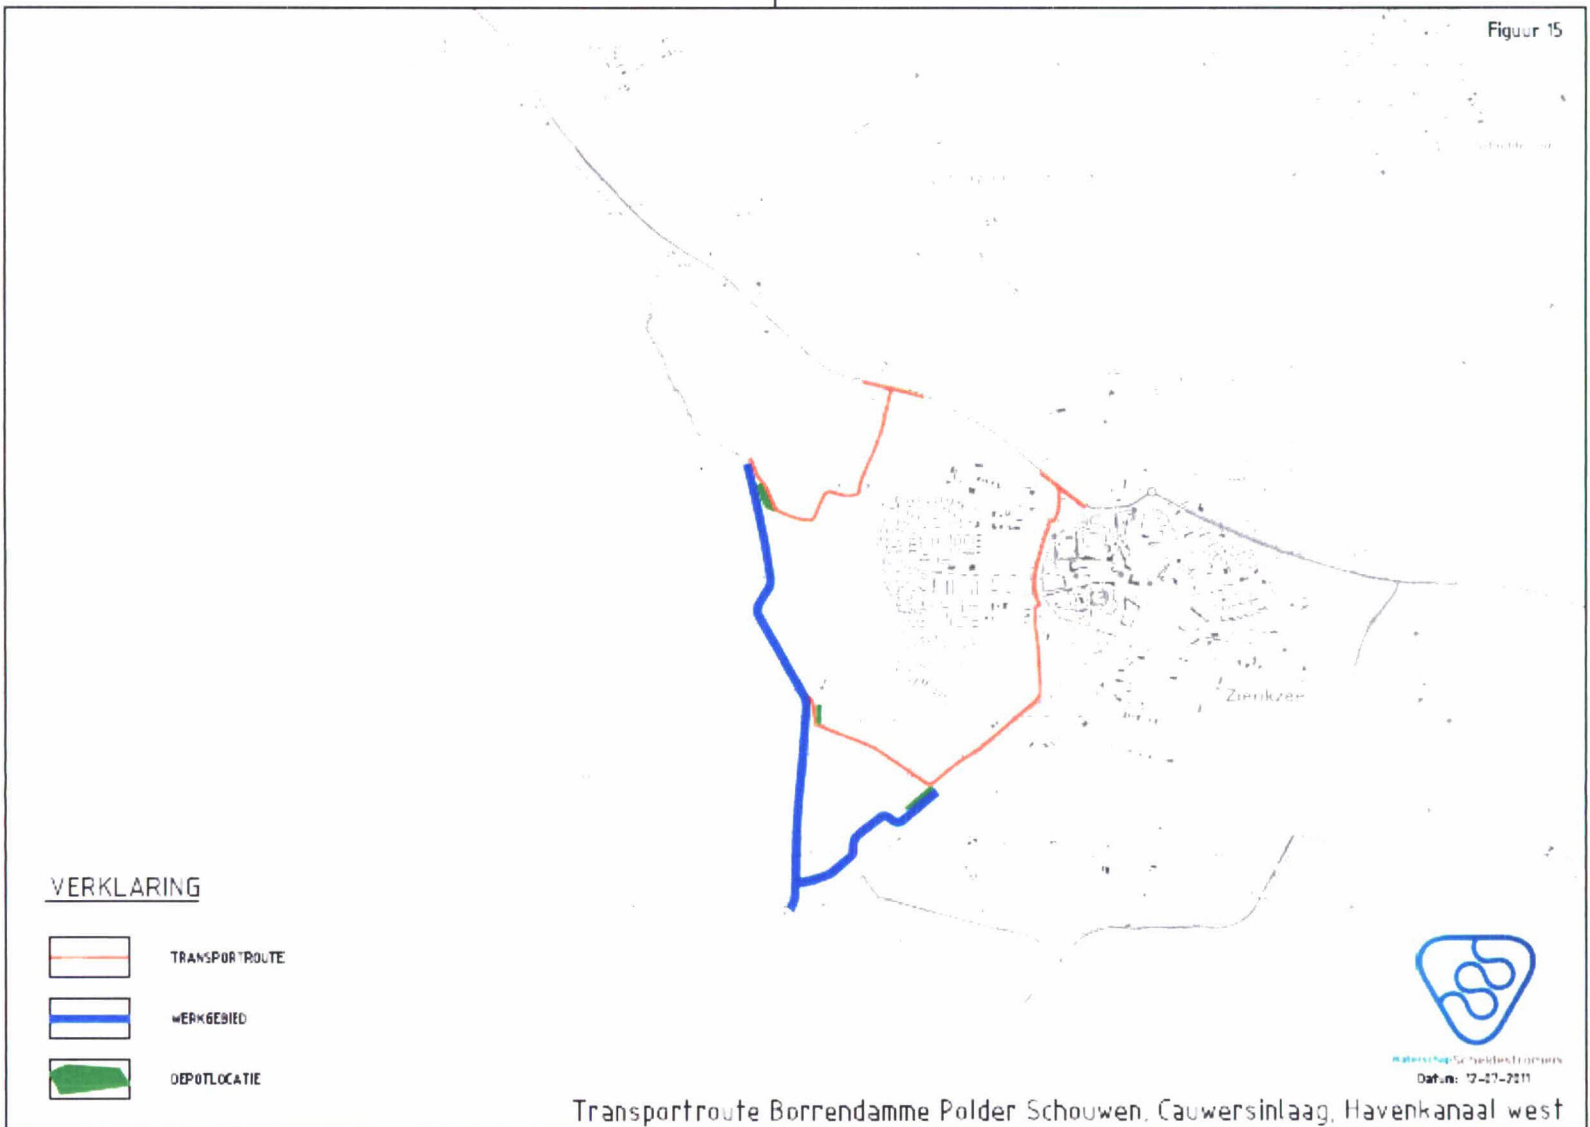 Figuur 15
Zierikzee
VERKLARING
TRANSPORTROUTE
WERKGEBIED
DEPOTLOCATIE
waterschap Scheldestromen
Datum: 12-07-2011
Transportroute Borrendamme Polder Schouwen, Cauwersinlaag, Havenkanaal west